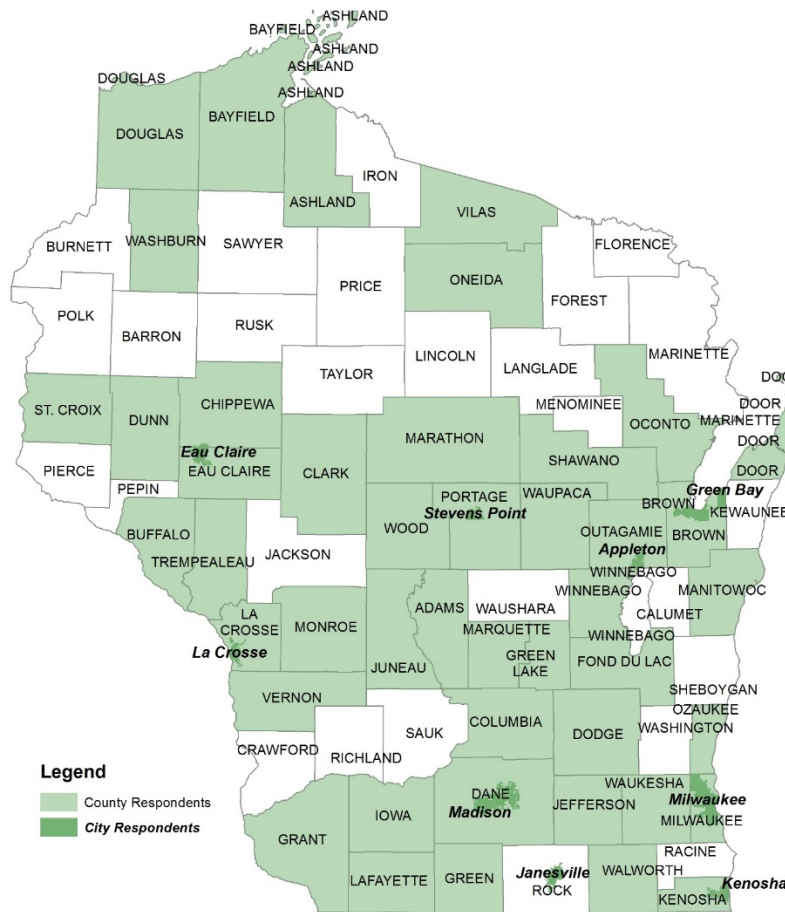 ASHLAND
BAYFIELD
ASHLAND
ASHLAND
DOUGLAS
ASHLAND
BAYFIELD
DOUGLAS
IRON
ASHLAND
VILAS
BURNETT
WASHBURN
SAWYER
FLORENCE
ONEIDA
PRICE
FOREST
POLK
RUSK
BARRON
LINCOLN
MARINETTE
LANGLADE
TAYLOR
DOO
CHIPPEWA
MENOMINEE
DOOR
ST. CROIX
DUNN
OCONTO
MARINETTE
MARATHON
DOOR
Eau Claire
SHAWANO
EAU CLAIRE
CLARK
DOOR
PIERCE
PEPIN
Green Bay
PORTAGE
WAUPACA
BROWN
KEWAUNEE
Stevens Point
BUFFALO
WOOD
OUTAGAMIE
BROWN
TREMPEALEAU
JACKSON
Appleton
WINNEBAGO
ADAMS
WAUSHARA
WINNEBAGO
MANITOWOC
LA
CROSSE
MONROE
CALUMET
MARQUETTE
WINNEBAGO
La Crosse
GREEN
LAKE
FOND DU LAC
JUNEAU
SHEBOYGAN
VERNON
OZAUKEE
COLUMBIA
WASHINGTON
SAUK
DODGE
CRAWFORD
RICHLAND
Legend
County Respondents
City Respondents
WAUKESHA
DANE
Milwaukee
Madison
JEFFERSON
MILWAUKEE
IOWA
GRANT
RACINE
Janesville
WALWORTH
LAFAYETTE
GREEN
Kenosha
ROCK
KENOSHA